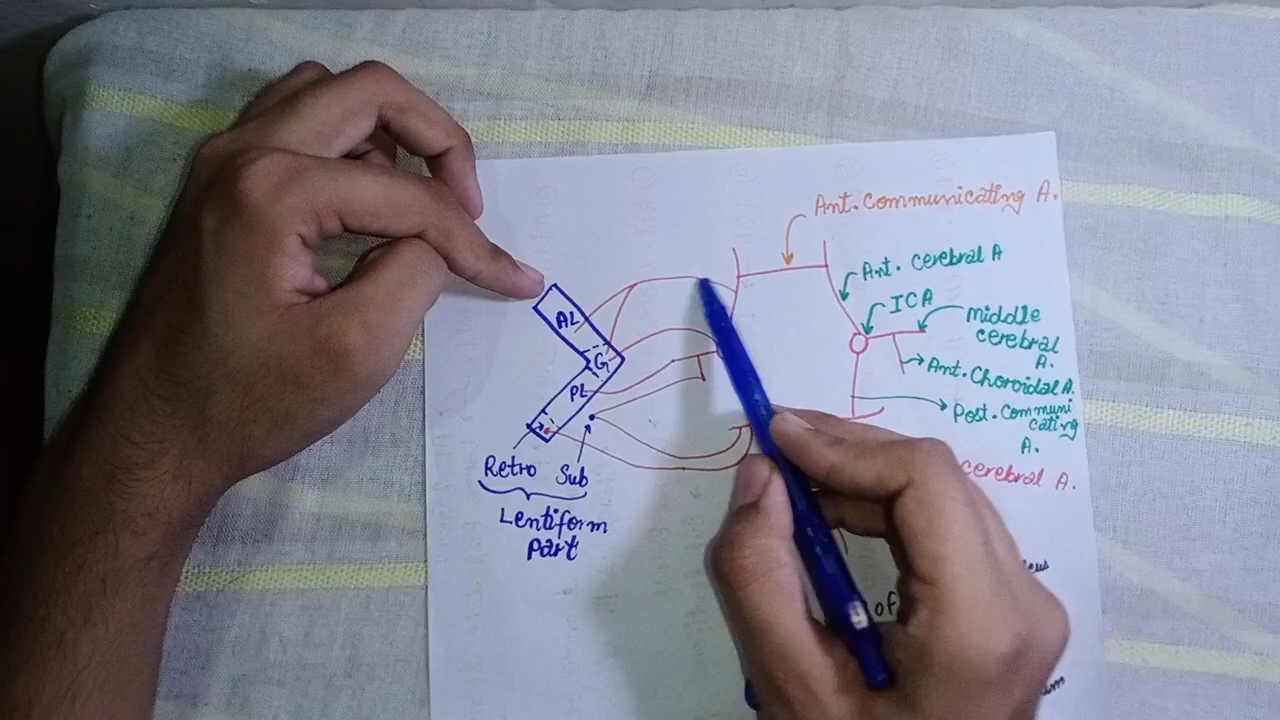 Ant. Communicating A.
Ant. cerebral A
ICA
Middle
cerebral
A.
Ant. Choroidal A.
Post. Communi
cating
A.
cerebral A.
AL
G
PL
Retro
Sub
Lentiform
Part
of